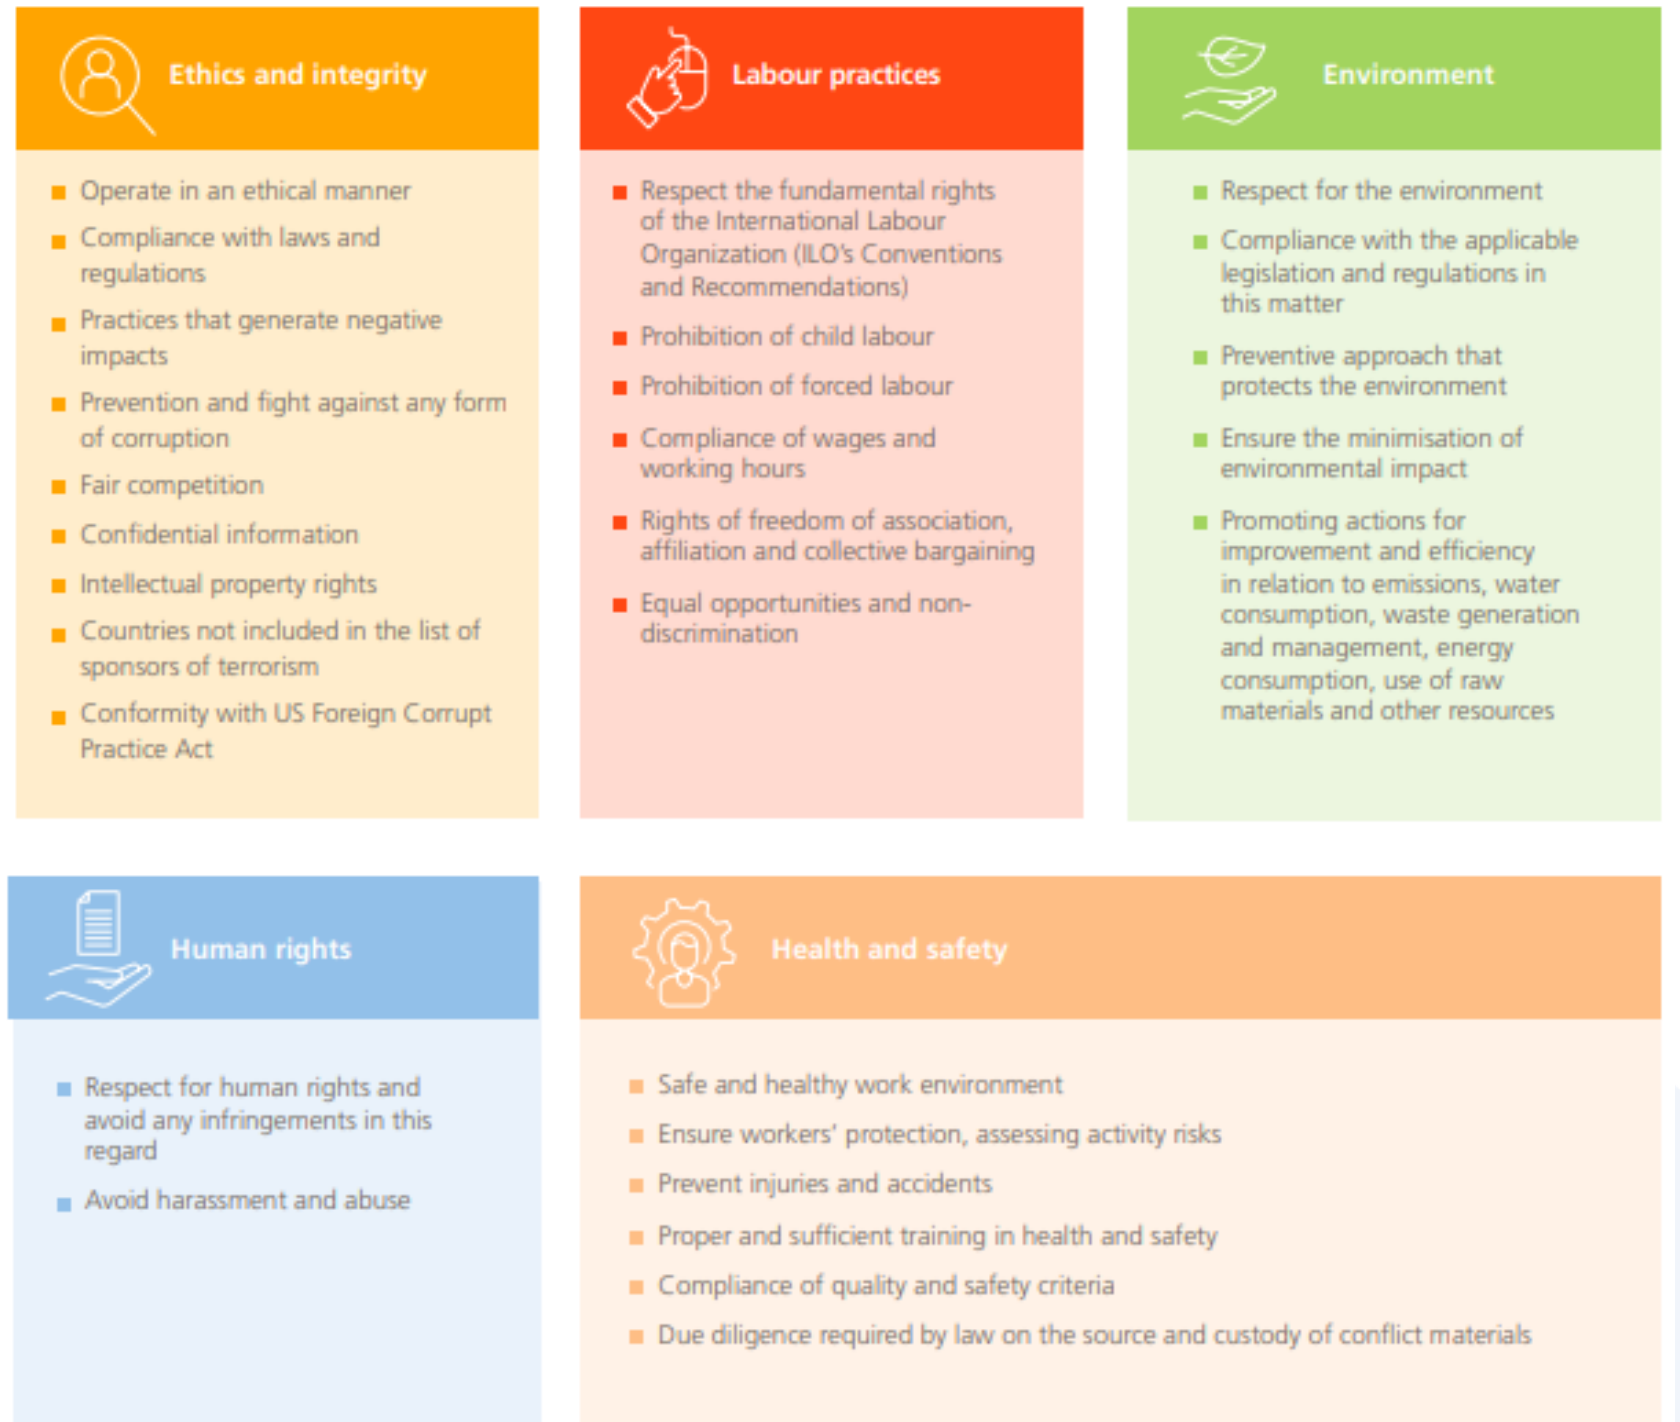 Ethics and integrity
Operate in an ethical manner
Compliance with laws and
regulations
Practices that generate negative
impacts
Prevention and fight against any form
of corruption
Fair competition
Confidential information
Intellectual property rights
Countries not included in the list of
sponsors of terrorism
Conformity with US Foreign Corrupt
Practice Act
Labour practices
Respect the fundamental rights
of the International Labour
Organization (ILO's Conventions
and Recommendations)
Prohibition of child labour
Prohibition of forced labour
Compliance of wages and
working hours
Rights of freedom of association,
affiliation and collective bargaining
Equal opportunities and non-
discrimination
Environment
Respect for the environment
Compliance with the applicable
legislation and regulations in
this matter
Preventive approach that
protects the environment
Ensure the minimisation of
environmental impact
Promoting actions for
improvement and efficiency
in relation to emissions, water
consumption, waste generation
and management, energy
consumption, use of raw
materials and other resources
Human rights
Respect for human rights and
avoid any infringements in this
regard
Avoid harassment and abuse
Health and safety
Safe and healthy work environment
Ensure workers' protection, assessing activity risks
Prevent injuries and accidents
Proper and sufficient training in health and safety
Compliance of quality and safety criteria
Due diligence required by law on the source and custody of conflict materials